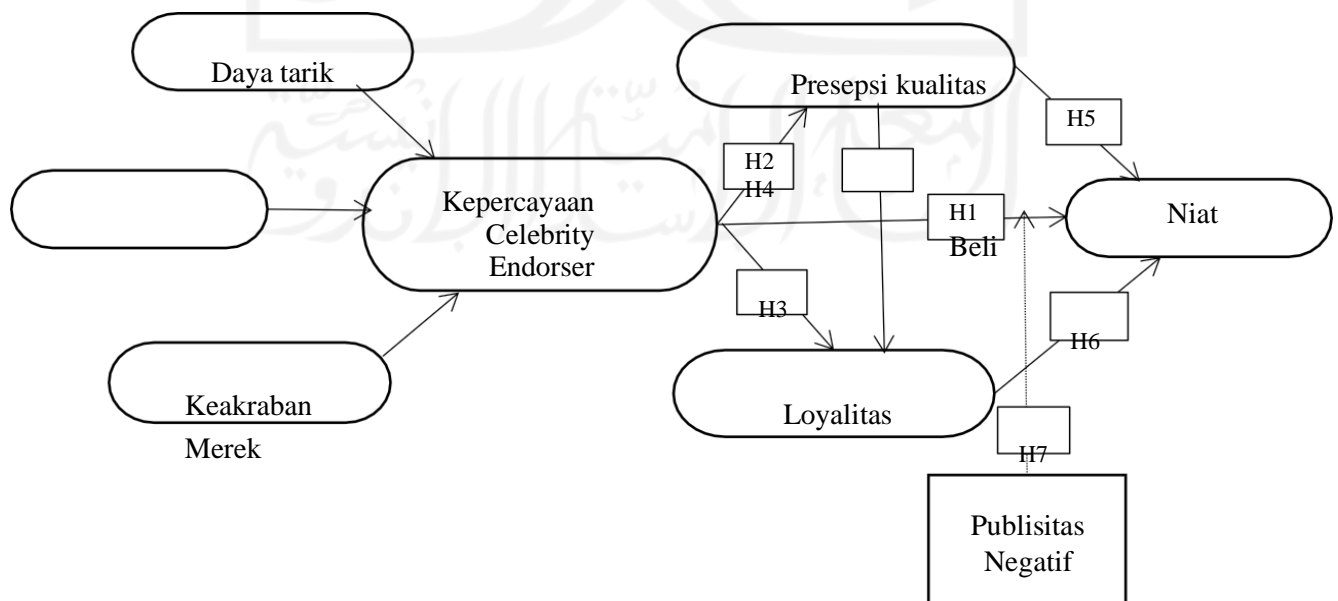 Daya tarik
Presepsi kualitas
H5
H2
H4
Kepercayaan
Celebrity
Endorser
H1
Beli
Niat
H3
H6
Keakraban
Merek
Loyalitas
H7
Publisitas
Negatif